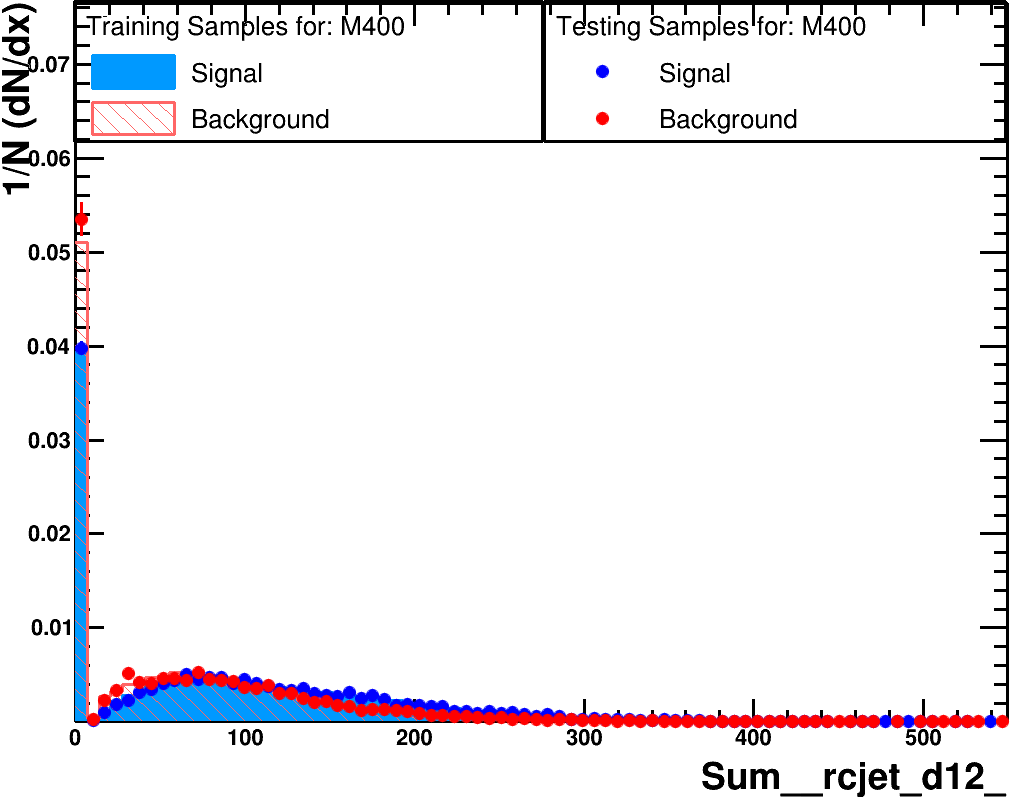 1/N (dN/dx)
Training Samples for: M400
Signal
Background
Testing Samples for: M400
Signal
Background
0.07
0.06
0.05
0.04
0.03
0.02
0.01
0 100 200 300 400 500
Sum__rcjet_d12_